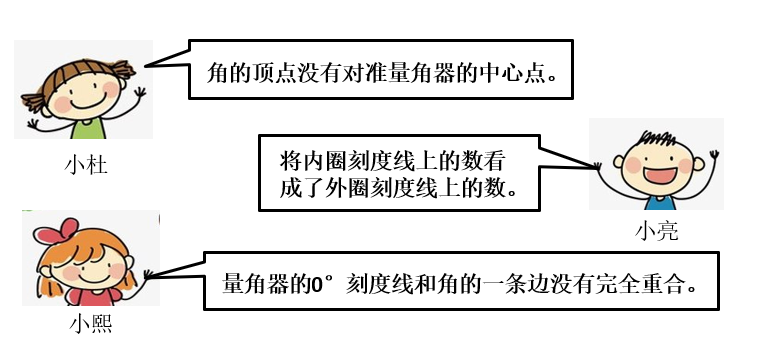 角的顶点没有对准量角器的中心点。
小杜
将内圈刻度线上的数看
成了外圈刻度线上的数。
小亮
量角器的0°刻度线和角的一条边没有完全重合。
小熙